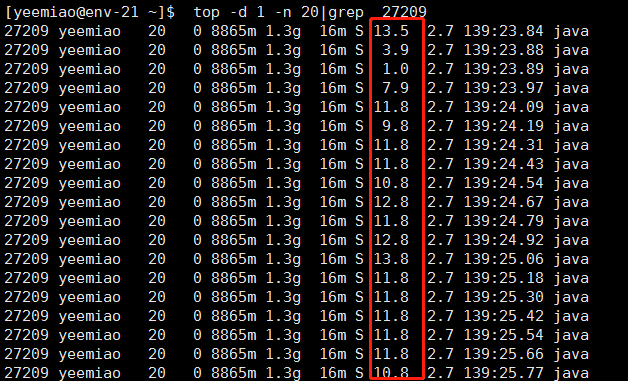 [yeemiao@env-21 ~]$  top -d 1 -n 20|grep  27209
27209 yeemiao   20   0 8865m 1.3g  16m S 13.5  2.7 139:23.84 java
27209 yeemiao   20   0 8865m 1.3g  16m S  3.9  2.7 139:23.88 java
27209 yeemiao   20   0 8865m 1.3g  16m S  1.0  2.7 139:23.89 java
27209 yeemiao   20   0 8865m 1.3g  16m S  7.9  2.7 139:23.97 java
27209 yeemiao   20   0 8865m 1.3g  16m S 11.8  2.7 139:24.09 java
27209 yeemiao   20   0 8865m 1.3g  16m S  9.8  2.7 139:24.19 java
27209 yeemiao   20   0 8865m 1.3g  16m S 11.8  2.7 139:24.31 java
27209 yeemiao   20   0 8865m 1.3g  16m S 11.8  2.7 139:24.43 java
27209 yeemiao   20   0 8865m 1.3g  16m S 10.8  2.7 139:24.54 java
27209 yeemiao   20   0 8865m 1.3g  16m S 12.8  2.7 139:24.67 java
27209 yeemiao   20   0 8865m 1.3g  16m S 11.8  2.7 139:24.79 java
27209 yeemiao   20   0 8865m 1.3g  16m S 12.8  2.7 139:24.92 java
27209 yeemiao   20   0 8865m 1.3g  16m S 13.8  2.7 139:25.06 java
27209 yeemiao   20   0 8865m 1.3g  16m S 11.8  2.7 139:25.18 java
27209 yeemiao   20   0 8865m 1.3g  16m S 11.8  2.7 139:25.30 java
27209 yeemiao   20   0 8865m 1.3g  16m S 11.8  2.7 139:25.42 java
27209 yeemiao   20   0 8865m 1.3g  16m S 11.8  2.7 139:25.54 java
27209 yeemiao   20   0 8865m 1.3g  16m S 11.8  2.7 139:25.66 java
27209 yeemiao   20   0 8865m 1.3g  16m S 10.8  2.7 139:25.77 java